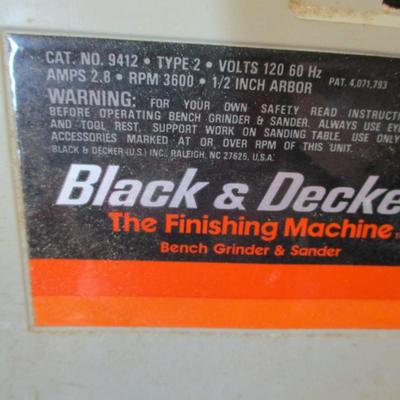 CAT. NO. 9412 • TYPE 2 • VOLTS 120 60 Hz
AMPS 2.8 • RPM 3600 • 1/2 INCH ARBOR PAT. 4,071,793
WARNING: FOR YOUR OWN SAFETY READ INSTRUCTI
BEFORE OPERATING BENCH GRINDER & SANDER. ALWAYS USE EYE
AND TOOL REST, SUPPORT WORK ON SANDING TABLE. USE ONLY
ACCESSORIES MARKED AT OR OVER RPM OF THIS UNIT.
BLACK & DECKER (U.S.) INC., RALEIGH, NC 27625, U.S.A.
Black & Decke
The Finishing Machine
Bench Grinder & Sander